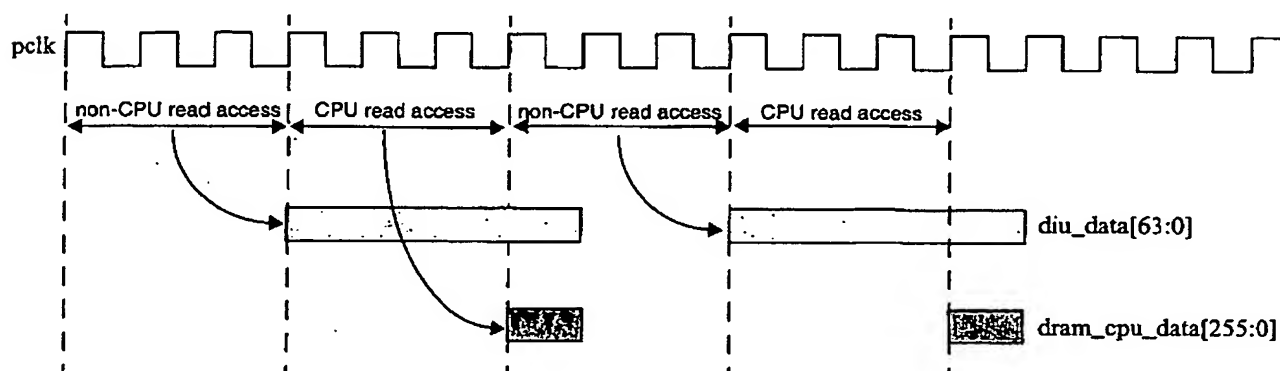 pclk
non-CPU read access CPU read access non-CPU read access CPU read access
diu_data[63:0]
dram_cpu_data[255:0]